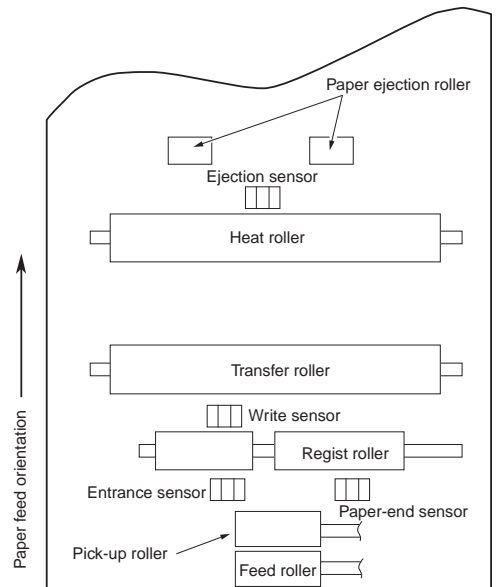 Paper ejection roller
Ejection sensor
Heat roller
Paper feed orientation
Transfer roller
Write sensor
Regist roller
Entrance sensor
Paper-end sensor
Pick-up roller
Feed roller